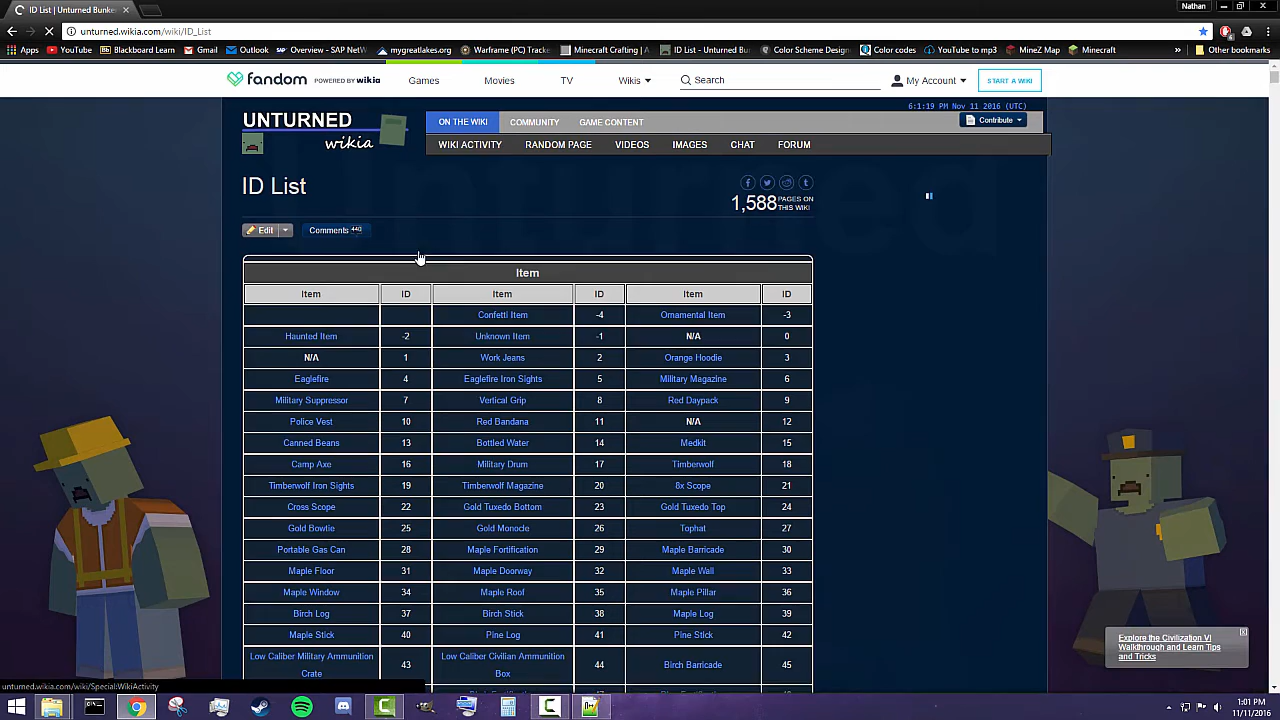 ID List | Unturned Bunke
Nathan
unturned.wikia.com/wiki/ID_List
Apps YouTube Blackboard Learn Gmail Outlook Overview - SAP NetW mygreatlakes.org Warframe (PC) Tracke Minecraft Crafting | A ID List - Unturned Bun Color Scheme Design Color codes YouTube to mp3 MineZ Map Minecraft » Other bookmarks
fandom POWERED BY wikia Games Movies TV Wikis Search My Account START A WIKI
6:1:19 PM Nov 11 2016 (UTC)
UNTURNED wikia
ON THE WIKI COMMUNITY GAME CONTENT Contribute
WIKI ACTIVITY RANDOM PAGE VIDEOS IMAGES CHAT FORUM
ID List
1,588 PAGES ON THIS WIKI
Edit Comments 440
Item
Item ID Item ID Item ID
Confetti Item -4 Ornamental Item -3
Haunted Item -2 Unknown Item -1 N/A 0
N/A 1 Work Jeans 2 Orange Hoodie 3
Eaglefire 4 Eaglefire Iron Sights 5 Military Magazine 6
Military Suppressor 7 Vertical Grip 8 Red Daypack 9
Police Vest 10 Red Bandana 11 N/A 12
Canned Beans 13 Bottled Water 14 Medkit 15
Camp Axe 16 Military Drum 17 Timberwolf 18
Timberwolf Iron Sights 19 Timberwolf Magazine 20 8x Scope 21
Cross Scope 22 Gold Tuxedo Bottom 23 Gold Tuxedo Top 24
Gold Bowtie 25 Gold Monocle 26 Tophat 27
Portable Gas Can 28 Maple Fortification 29 Maple Barricade 30
Maple Floor 31 Maple Doorway 32 Maple Wall 33
Maple Window 34 Maple Roof 35 Maple Pillar 36
Birch Log 37 Birch Stick 38 Maple Log 39
Maple Stick 40 Pine Log 41 Pine Stick 42
Low Caliber Military Ammunition Crate 43 Low Caliber Civilian Ammunition Box 44 Birch Barricade 45
Explore the Civilization VI
Walkthrough and Learn Tips
and Tricks
unturned.wikia.com/wiki/Special:WikiActivity
1:01 PM
11/11/2016